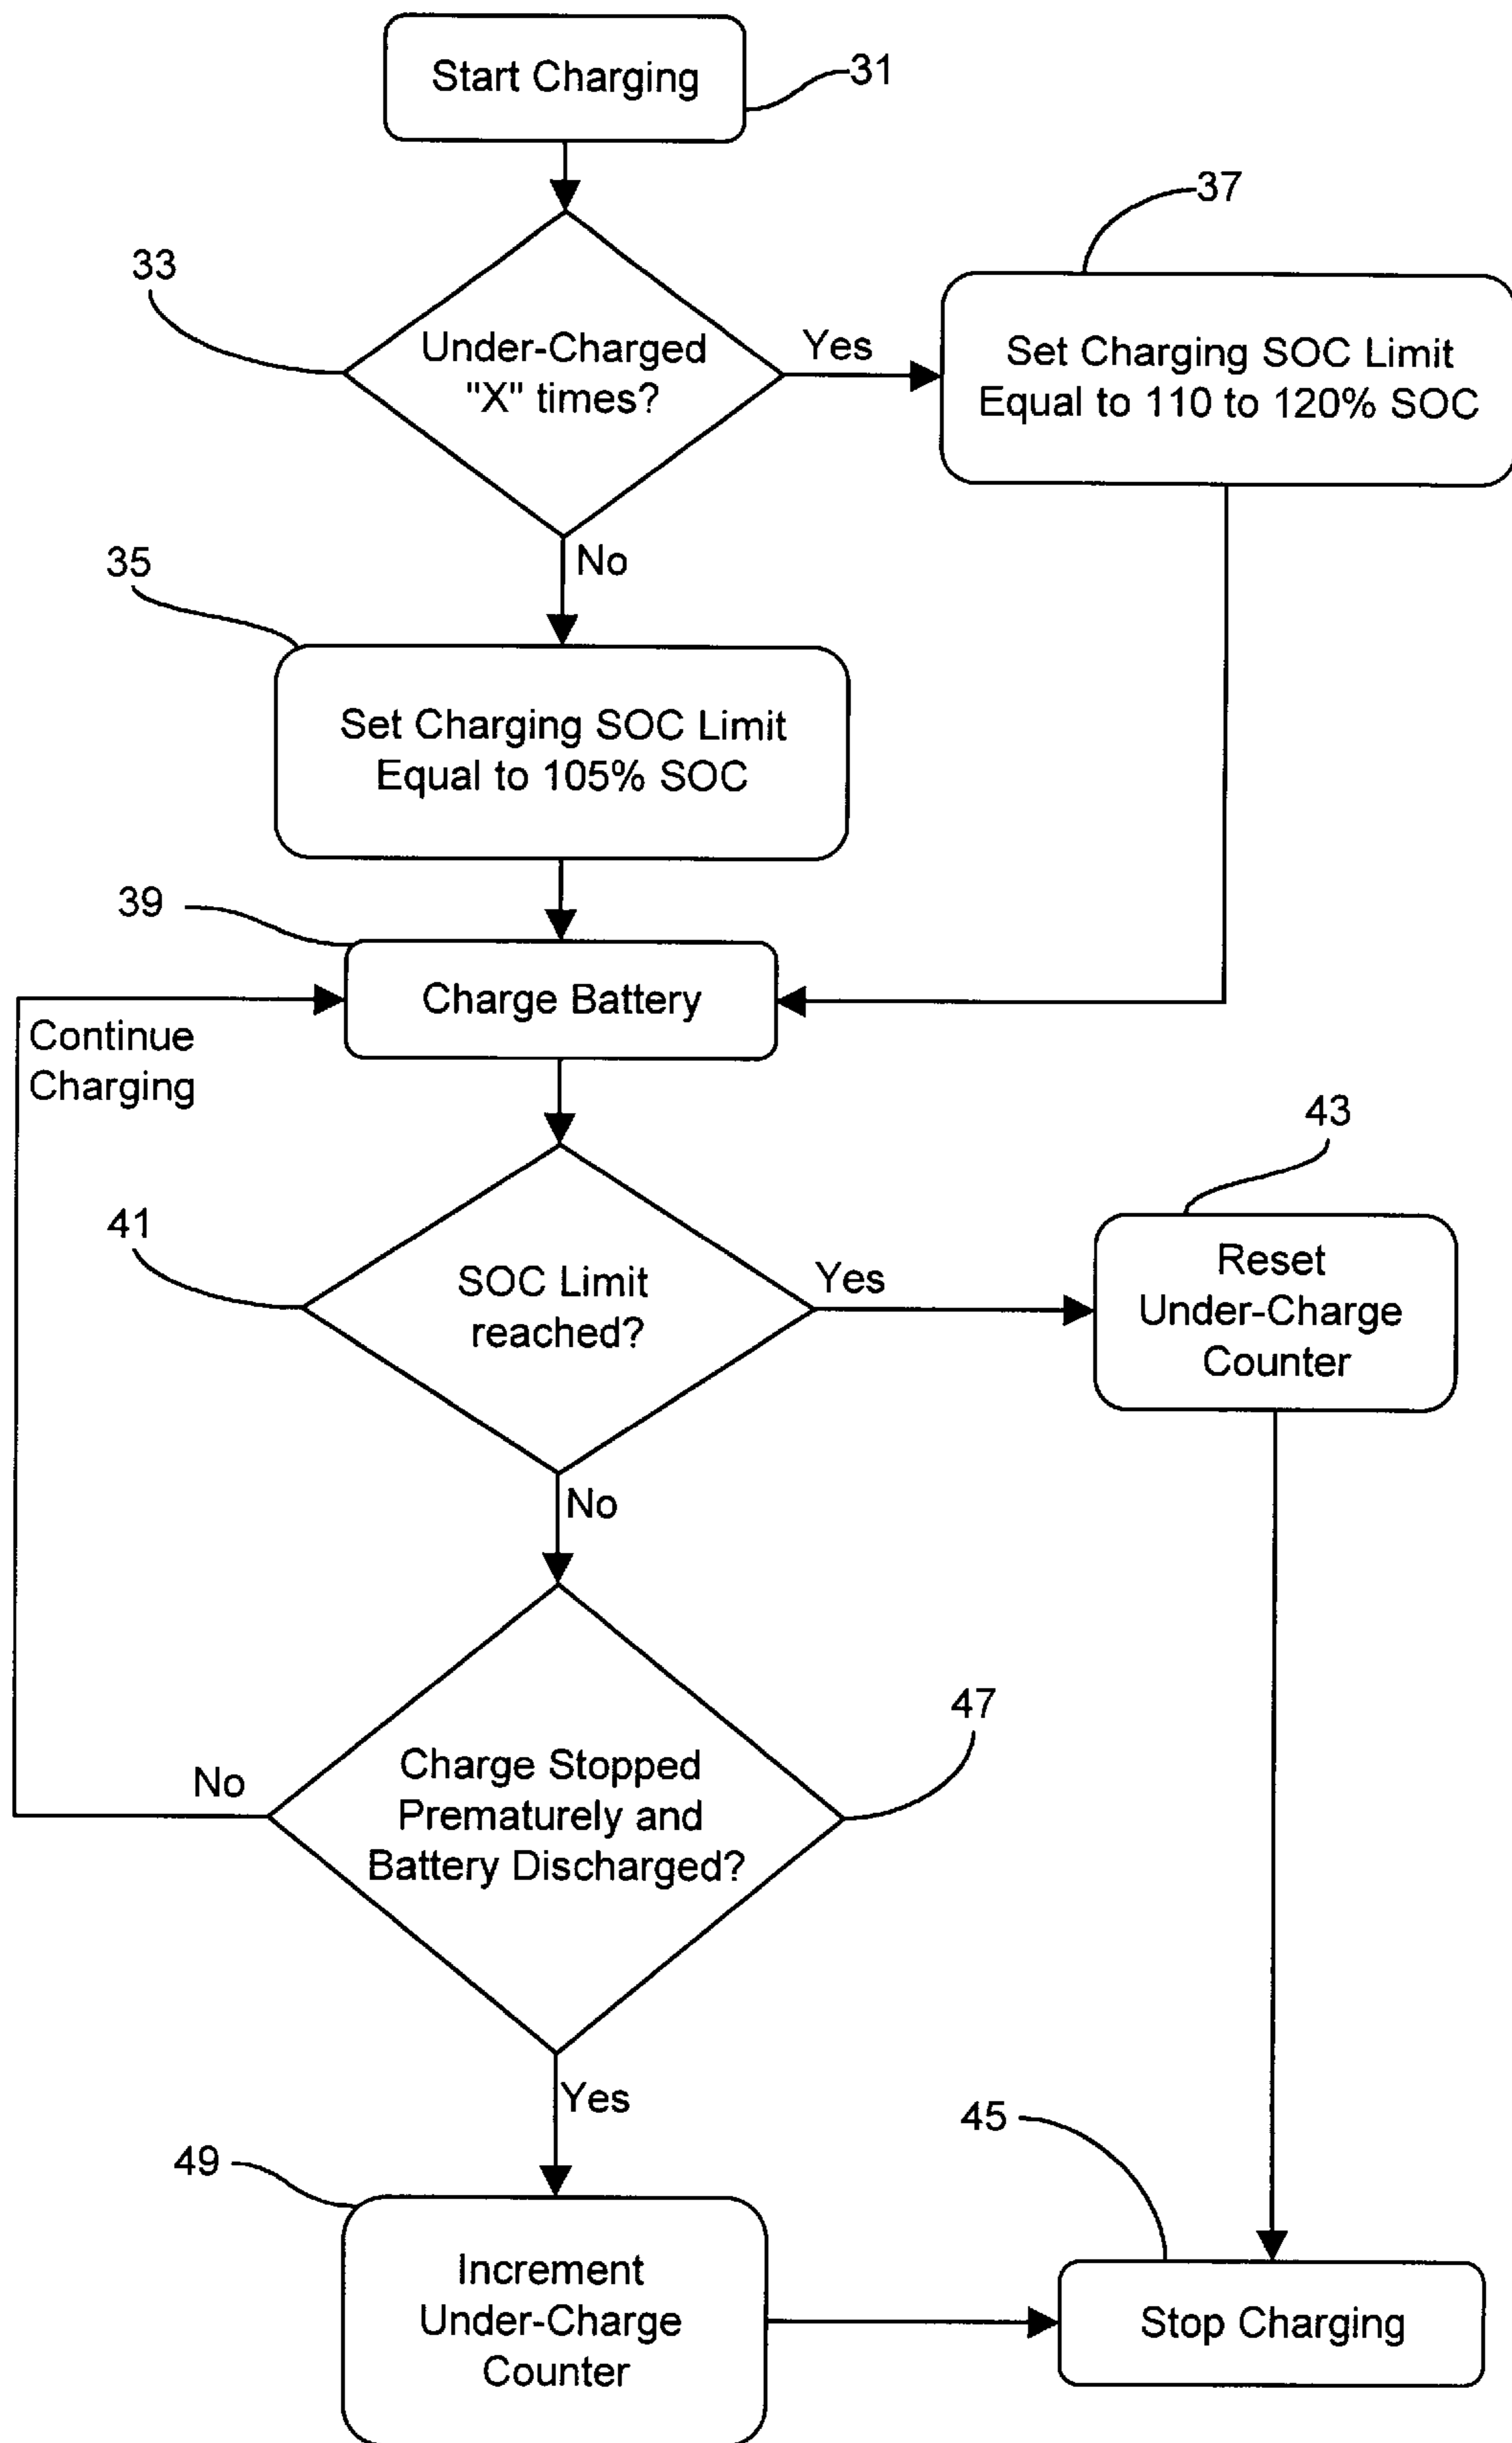 Start Charging
31
37
33
Under-Charged
"X" times?
Yes
Set Charging SOC Limit
Equal to 110 to 120% SOC
No
35
Set Charging SOC Limit
Equal to 105% SOC
39
Charge Battery
Continue
Charging
43
41
SOC Limit
reached?
Yes
Reset
Under-Charge
Counter
No
47
No
Charge Stopped
Prematurely and
Battery Discharged?
Yes
45
49
Increment
Under-Charge
Counter
Stop Charging